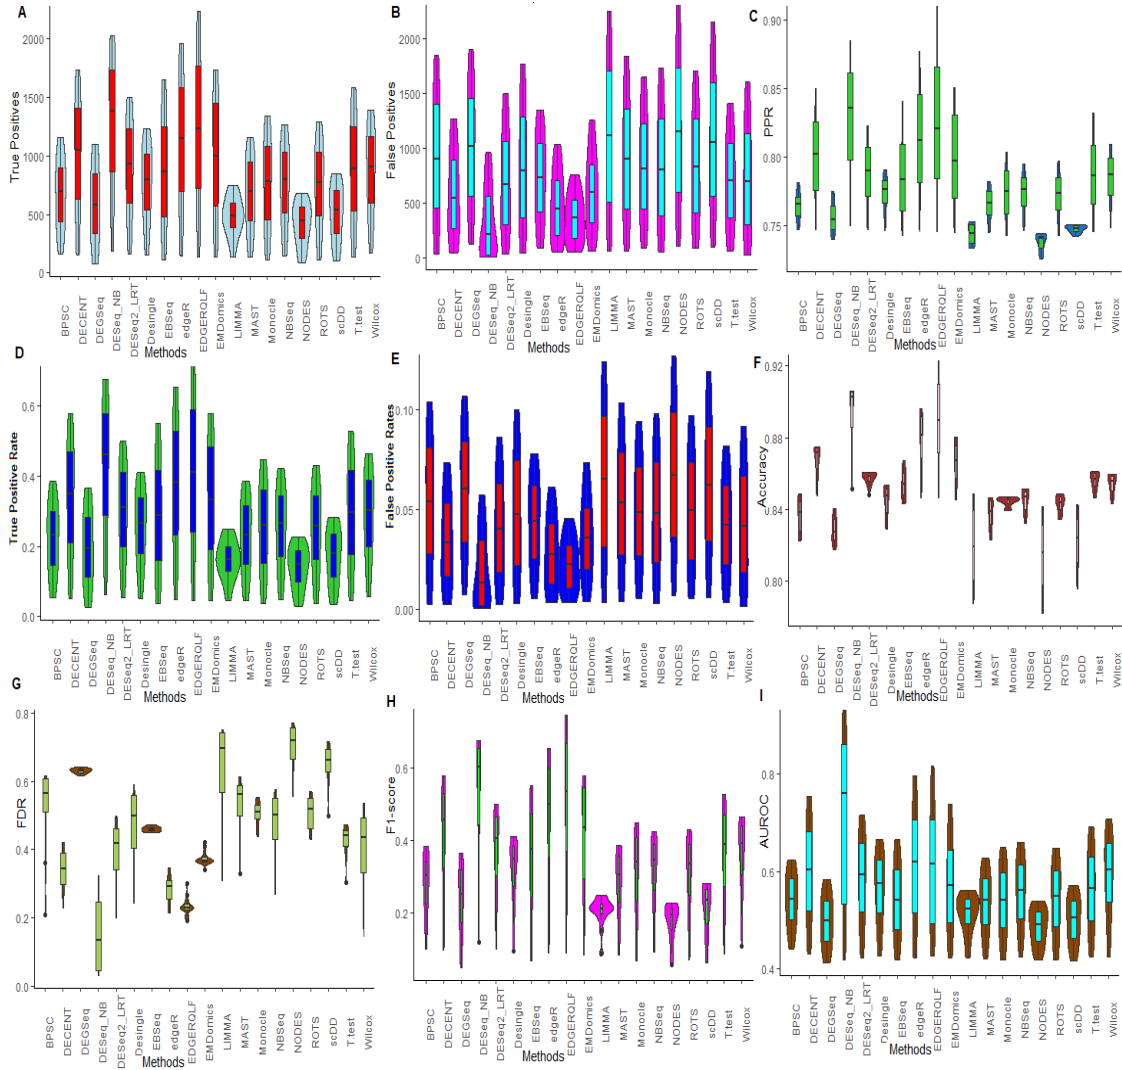 A
True Positives
2000
1500
1000
500
0
BPSC
DECENT
DEGSeq
DESeq_NB
DESeq2_LRT
Desingle
EBSeq
edgeR
EDGERQLF
EMDomics
LIMMA
MAST
Monocle
NBSeq
NODES
ROTS
scDD
T.test
Wilcox
Methods
B
False Positives
2000
1500
1000
500
0
BPSC
DECENT
DEGSeq
DESeq_NB
DESeq2_LRT
Desingle
EBSeq
edgeR
EDGERQLF
EMDomics
LIMMA
MAST
Monocle
NBSeq
NODES
ROTS
scDD
T.test
Wilcox
C
PPR
0.90
0.85
0.80
0.75
BPSC
DECENT
DEGSeq
DESeq_NB
DESeq2_LRT
Desingle
EBSeq
edgeR
EDGERQLF
EMDomics
LIMMA
MAST
Monocle
NBSeq
NODES
ROTS
scDD
T.test
Wilcox
Methods
D
True Positive Rate
0.6
0.4
0.2
0.0
BPSC
DECENT
DEGSeq
DESeq_NB
DESeq2_LRT
Desingle
EBSeq
edgeR
EDGERQLF
EMDomics
LIMMA
MAST
Monocle
NBSeq
NODES
ROTS
scDD
T.test
Wilcox
Methods
E
False Positive Rates
0.10
0.05
0.00
BPSC
DECENT
DEGSeq
DESeq_NB
DESeq2_LRT
Desingle
EBSeq
edgeR
EDGERQLF
EMDomics
LIMMA
MAST
Monocle
NBSeq
NODES
ROTS
scDD
T.test
Wilcox
Methods
F
Accuracy
0.92
0.88
0.84
0.80
BPSC
DECENT
DEGSeq
DESeq_NB
DESeq2_LRT
Desingle
EBSeq
edgeR
EDGERQLF
EMDomics
LIMMA
MAST
Monocle
NBSeq
NODES
ROTS
scDD
T.test
Wilcox
Methods
G
FDR
0.8
0.6
0.4
0.2
0.0
BPSC
DECENT
DEGSeq
DESeq_NB
DESeq2_LRT
Desingle
EBSeq
edgeR
EDGERQLF
EMDomics
LIMMA
MAST
Monocle
NBSeq
NODES
ROTS
scDD
T.test
Wilcox
Methods
H
F1-score
0.6
0.4
0.2
BPSC
DECENT
DEGSeq
DESeq_NB
DESeq2_LRT
Desingle
EBSeq
edgeR
EDGERQLF
EMDomics
LIMMA
MAST
Monocle
NBSeq
NODES
ROTS
scDD
T.test
Wilcox
Methods
I
AUROC
0.8
0.6
0.4
BPSC
DECENT
DEGSeq
DESeq_NB
DESeq2_LRT
Desingle
EBSeq
edgeR
EDGERQLF
EMDomics
LIMMA
MAST
Monocle
NBSeq
NODES
ROTS
scDD
T.test
Wilcox
Methods